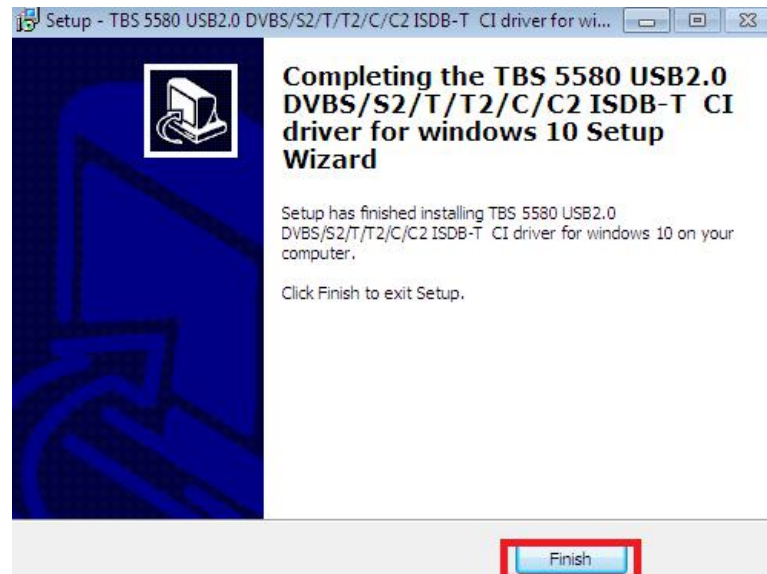 Setup - TBS 5580 USB2.0 DVBS/S2/T/T2/C/C2 ISDB-T CI driver for wi...
Completing the TBS 5580 USB2.0
DVBS/S2/T/T2/C/C2 ISDB-T CI
driver for windows 10 Setup
Wizard
Setup has finished installing TBS 5580 USB2.0
DVBS/S2/T/T2/C/C2 ISDB-T CI driver for windows 10 on your
computer.
Click Finish to exit Setup.
Finish